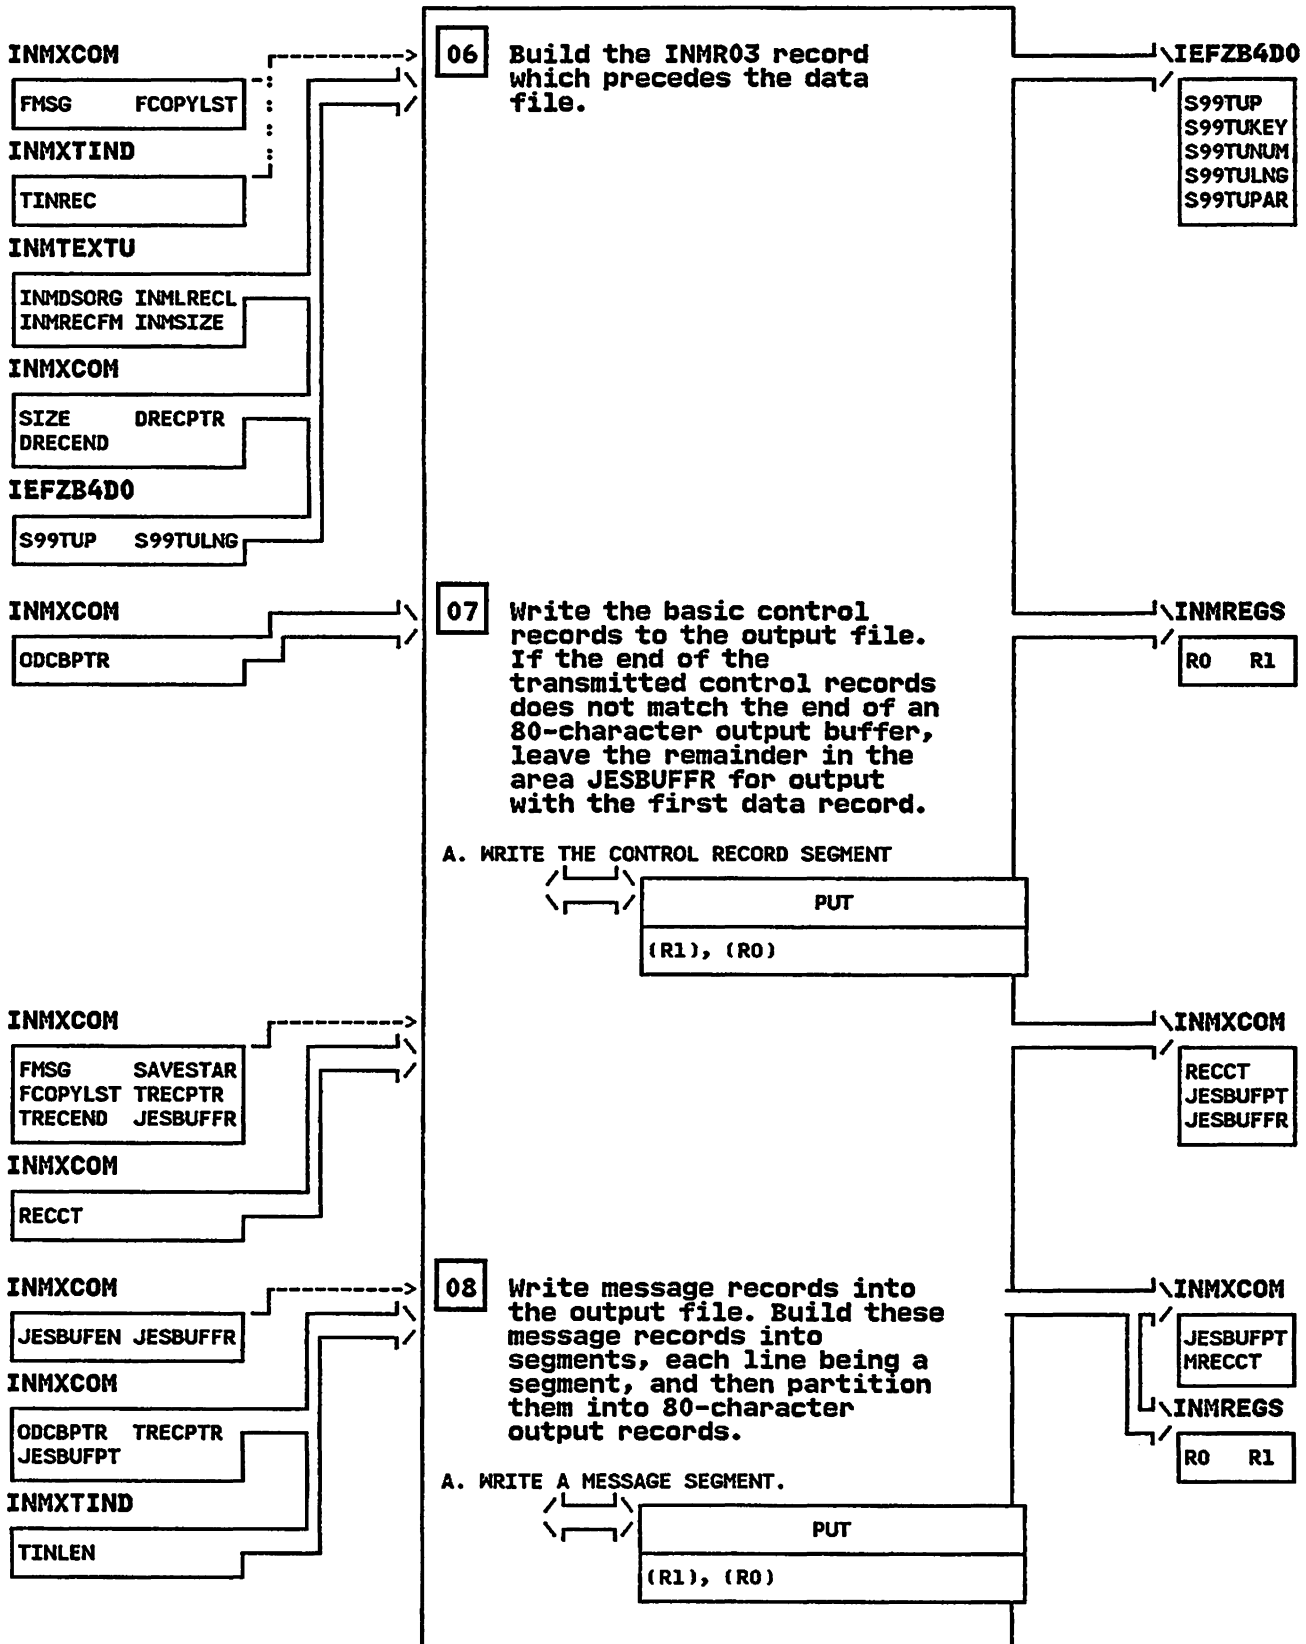 INMXCOM
FMSG FCOPYLST
INMXTIND
TINREC
INMTEXTU
INMDSORG INMLRECL
INMRECFM INMSIZE
INMXCOM
SIZE DRECPTR
DRECEND
IEFZB4D0
S99TUP S99TULNG
06 Build the INMR03 record
which precedes the data
file.
IEFZB4D0
S99TUP
S99TUKEY
S99TUNUM
S99TULNG
S99TUPAR
INMXCOM
ODCBPTR
07 Write the basic control
records to the output file.
If the end of the
transmitted control records
does not match the end of an
80-character output buffer,
leave the remainder in the
area JESBUFFR for output
with the first data record.
INMREGS
R0 R1
A. WRITE THE CONTROL RECORD SEGMENT
PUT
(R1), (R0)
INMXCOM
FMSG SAVESTAR
FCOPYLST TRECPTR
TRECEND JESBUFFR
INMXCOM
RECCT
INMXCOM
RECCT
JESBUFPT
JESBUFFR
INMXCOM
JESBUFEN JESBUFFR
INMXCOM
ODCBPTR TRECPTR
JESBUFPT
INMXTIND
TINLEN
08 Write message records into
the output file. Build these
message records into
segments, each line being a
segment, and then partition
them into 80-character
output records.
INMXCOM
JESBUFPT
MRECCT
INMREGS
R0 R1
A. WRITE A MESSAGE SEGMENT.
PUT
(R1), (R0)